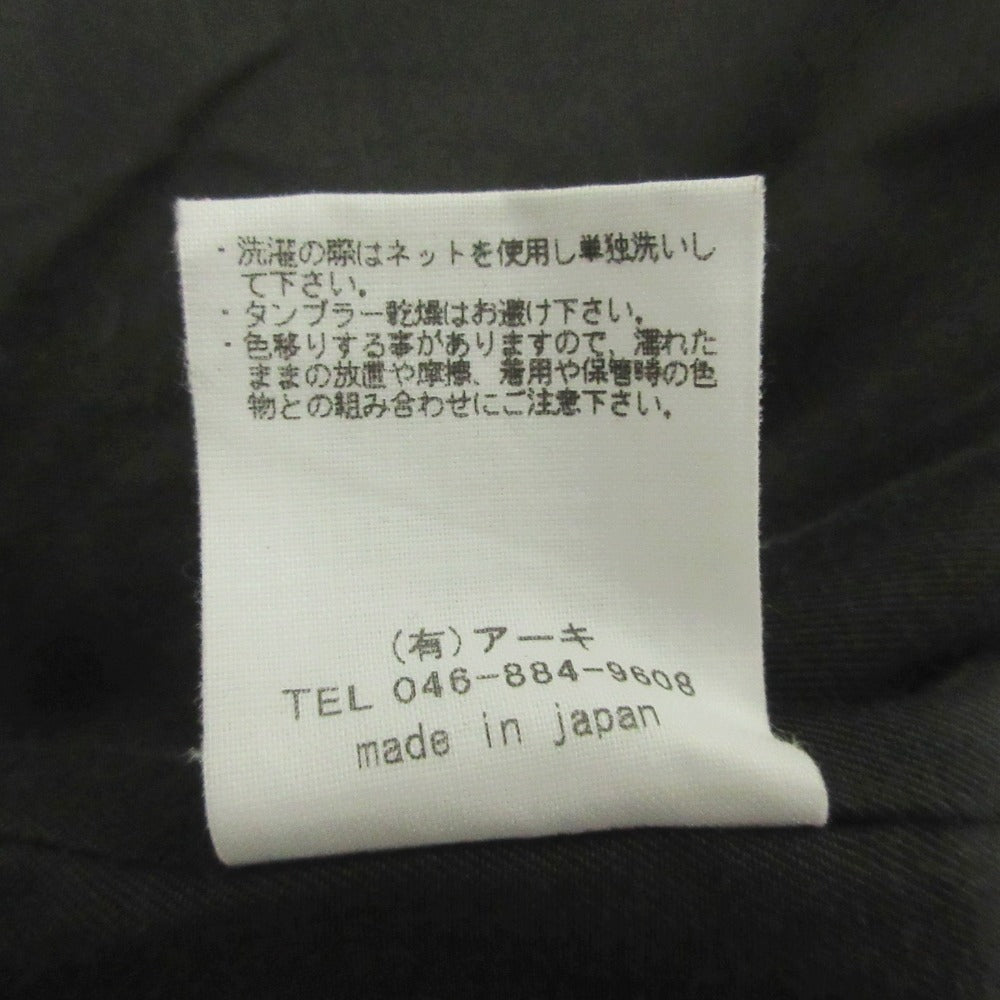 ・洗濯の際はネットを使用し単独洗いし
て下さい。
・タンブラー乾燥はお避け下さい。
・色移りする事がありますので、濡れた
ままの放置や摩擦、着用や保管時の色
物との組み合わせにご注意下さい。
(有)アーキ
TEL 046-884-9608
made in japan